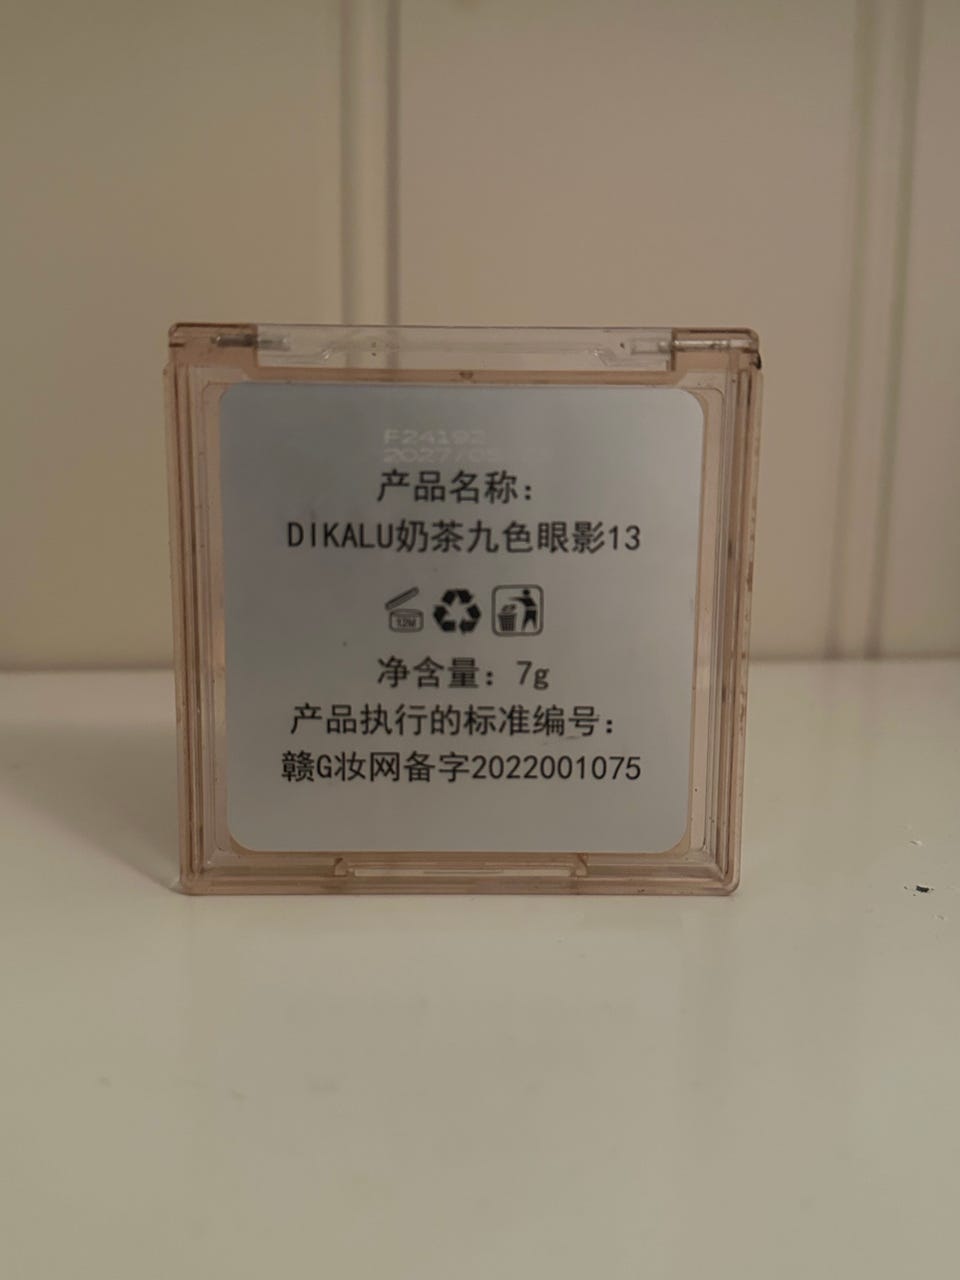 F24192
2027/05
产品名称：
DIKALU奶茶九色眼影13
12M
净含量：7g
产品执行的标准编号：
赣G妆网备字2022001075